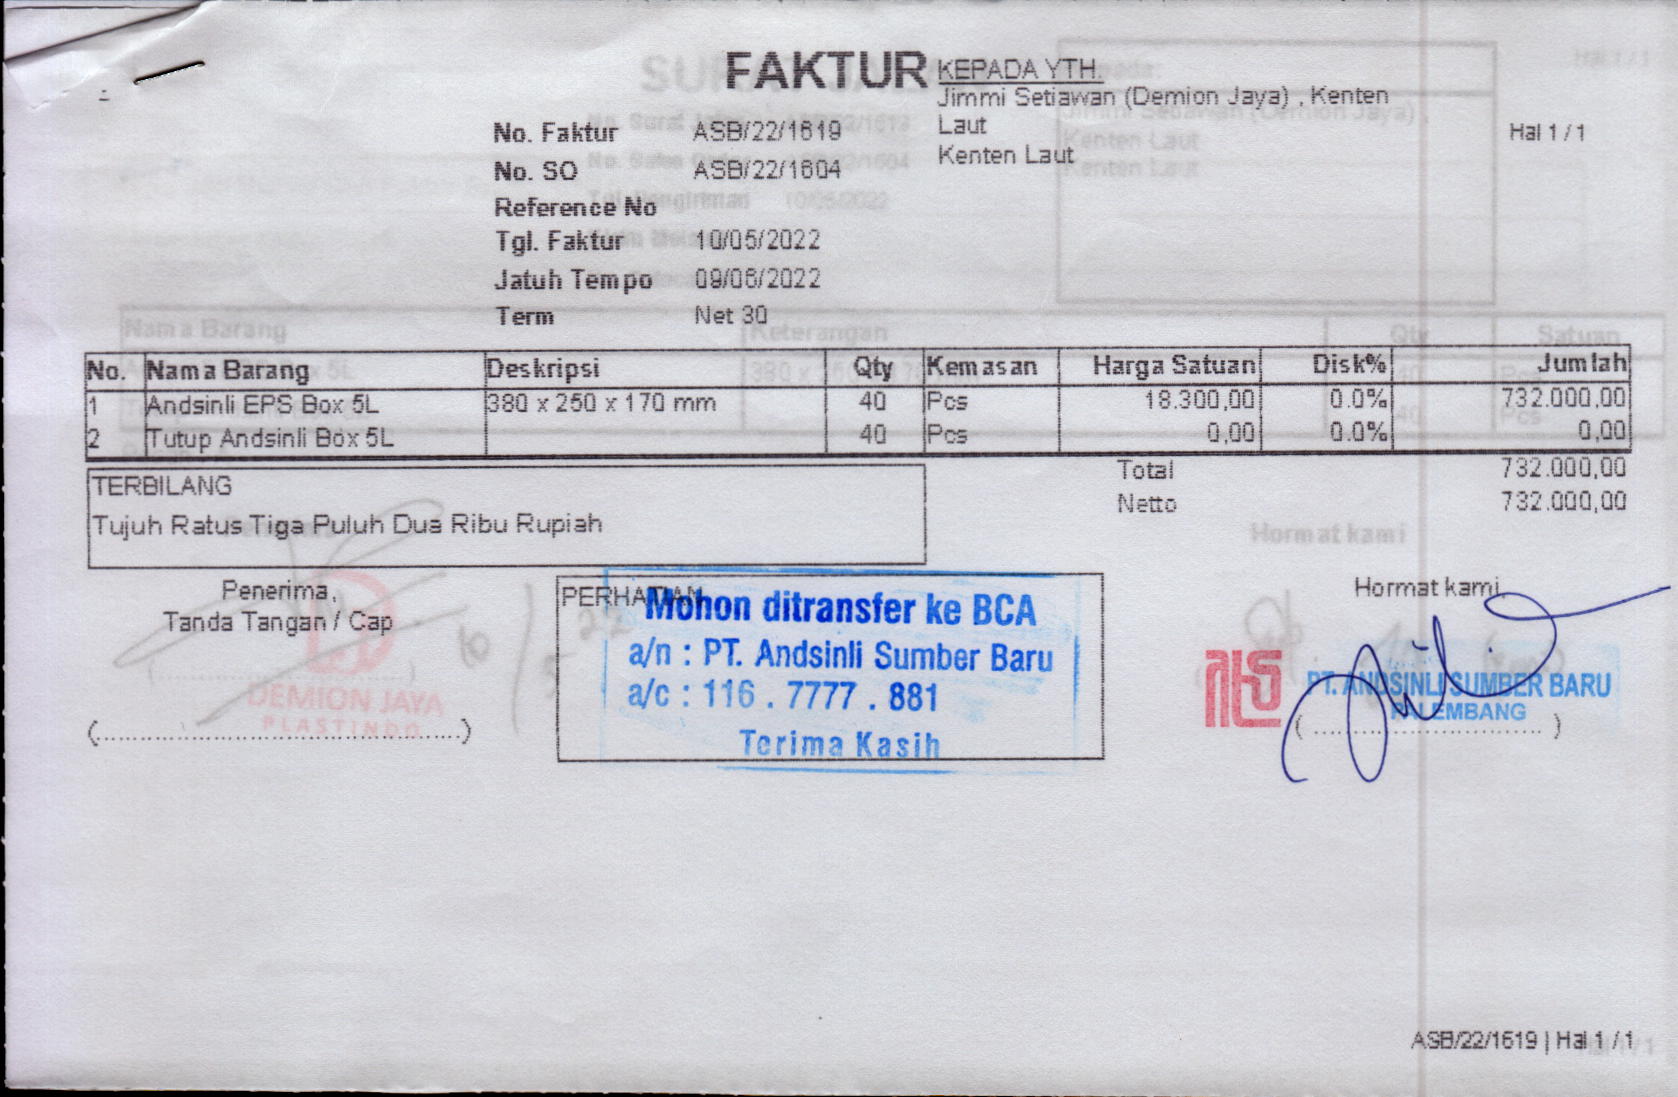 FAKTUR
KEPADA YTH.
Jimmi Setiawan (Demion Jaya) , Kenten
Laut
Kenten Laut
Hal 1 / 1
No. Faktur ASB/22/1619
No. SO ASB/22/1604
Reference No
Tgl. Faktur 10/05/2022
Jatuh Tempo 09/06/2022
Term Net 30
No. Nama Barang Deskripsi Qty Kemasan Harga Satuan Disk% Jumlah
1 Andsinli EPS Box 5L 380 x 250 x 170 mm 40 Pcs 18.300,00 0.0% 732.000,00
2 Tutup Andsinli Box 5L 40 Pcs 0,00 0.0% 0,00
Total 732.000,00
Netto 732.000,00
TERBILANG
Tujuh Ratus Tiga Puluh Dua Ribu Rupiah
Penerima,
Tanda Tangan / Cap
DEMION JAYA
PLASTINDO
(.............................................)
PERHATIAN
Mohon ditransfer ke BCA
a/n : PT. Andsinli Sumber Baru
a/c : 116 . 7777 . 881
Terima Kasih
Hormat kami,
PT. ANDSINLI SUMBER BARU
PALEMBANG
( ............................. )
ASB/22/1619 | Hal 1 / 1